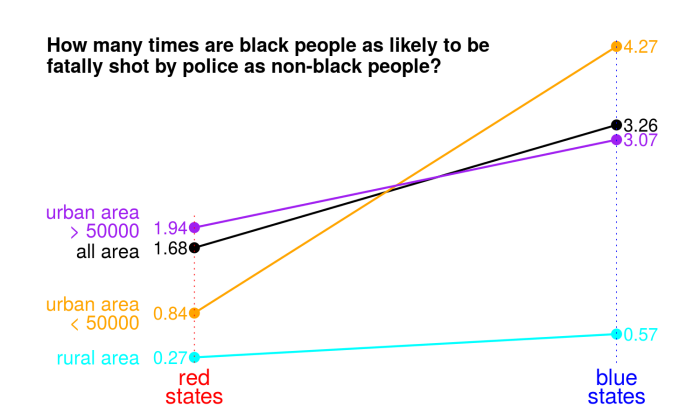 How many times are black people as likely to be
fatally shot by police as non-black people?
4.27
3.26
3.07
urban area
> 50000
1.94
all area
1.68
urban area
< 50000
0.84
rural area
0.27
0.57
red
states
blue
states